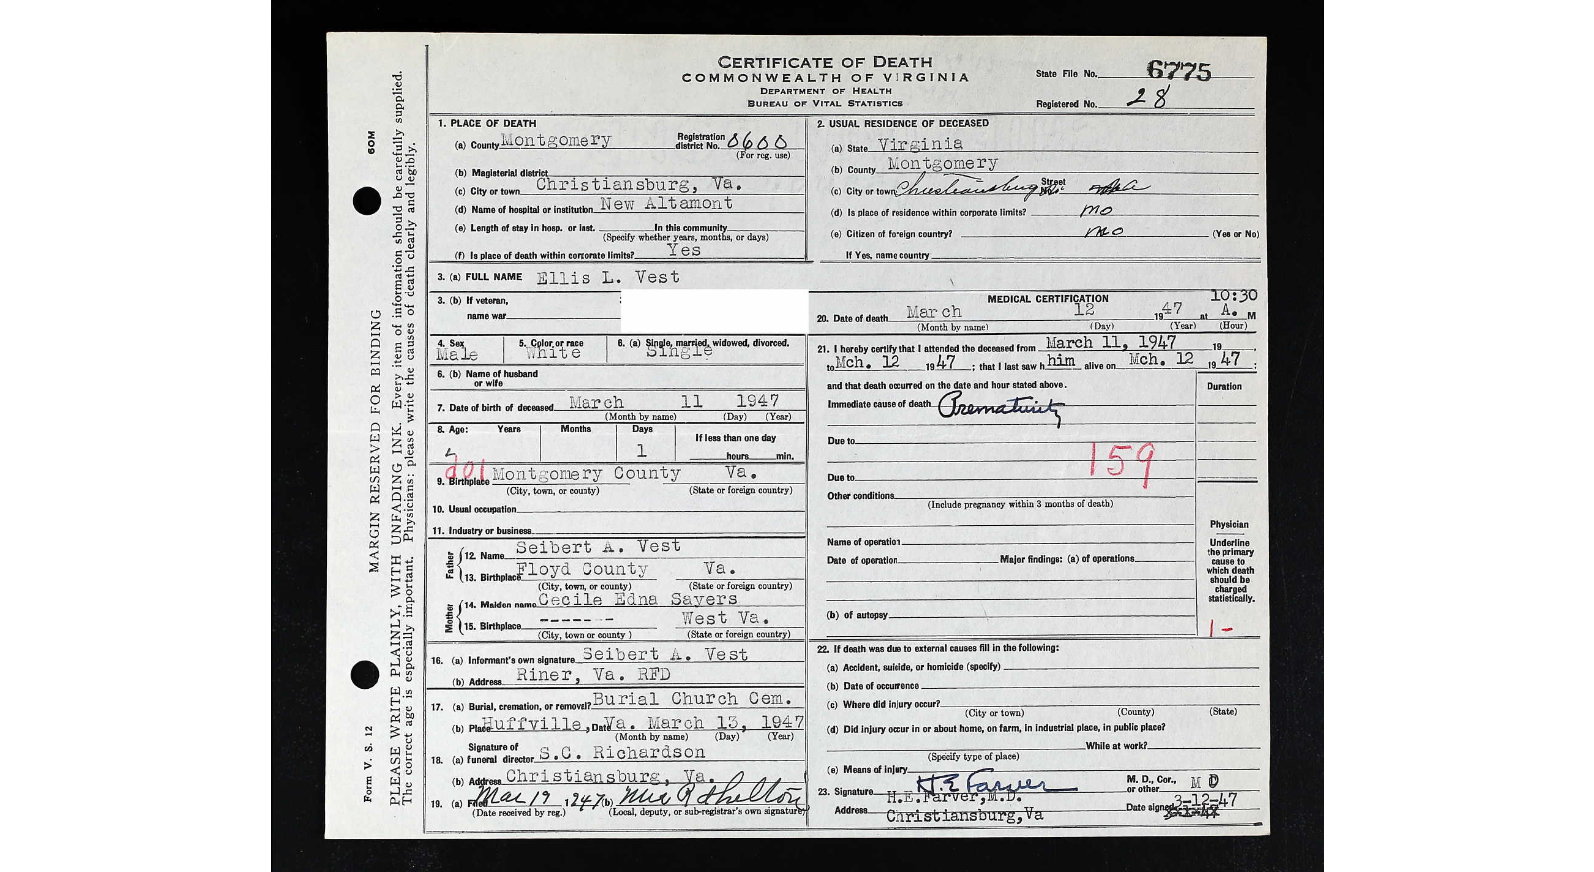 CERTIFICATE OF DEATH
COMMONWEALTH OF VIRGINIA
DEPARTMENT OF HEALTH
BUREAU OF VITAL STATISTICS
State File No. 6775
Registered No. 28
60M
MARGIN RESERVED FOR BINDING
Form V. S. 12
PLEASE WRITE PLAINLY, WITH UNFADING INK. Every item of information should be carefully supplied.
The correct age is especially important. Physicians: please write the causes of death clearly and legibly.
1. PLACE OF DEATH
(a) County Montgomery Registration district No. 0600
(For reg. use)
(b) Magisterial district
(c) City or town Christiansburg, Va.
(d) Name of hospital or institution New Altamont
(e) Length of stay in hosp. or last. In this community
(Specify whether years, months, or days)
(f) Is place of death within corporate limits? Yes
2. USUAL RESIDENCE OF DECEASED
(a) State Virginia
(b) County Montgomery
(c) City or town Christiansburg Street
(d) Is place of residence within corporate limits? no
(e) Citizen of foreign country? no (Yes or No)
If Yes, name country
3. (a) FULL NAME Ellis L. Vest
3. (b) If veteran,
name war
4. Sex Male
5. Color or race White
6. (a) Single, married, widowed, divorced. Single
6. (b) Name of husband
or wife
7. Date of birth of deceased March 11 1947
(Month by name) (Day) (Year)
8. Age: Years Months Days If less than one day
1 hours min.
9. Birthplace Montgomery County Va.
(City, town, or county) (State or foreign country)
10. Usual occupation
11. Industry or business
Father
12. Name Seibert A. Vest
13. Birthplace Floyd County Va.
(City, town, or county) (State or foreign country)
Mother
14. Maiden name Cecile Edna Sayers
15. Birthplace ------- West Va.
(City, town or county ) (State or foreign country)
16. (a) Informant's own signature Seibert A. Vest
(b) Address Riner, Va. RFD
17. (a) Burial, cremation, or removal? Burial Church Cem.
(b) Place Huffville, Date Va. March 13, 1947
(Month by name) (Day) (Year)
Signature of
18. (a) funeral director S.C. Richardson
(b) Address Christiansburg, Va.
19. (a) Filed Mar 19, 1947 (b) Mrs R Shelton
(Date received by reg.) (Local, deputy, or sub-registrar's own signature)
MEDICAL CERTIFICATION
20. Date of death March 12 1947 at 10:30 A. M
(Month by name) (Day) (Year) (Hour)
21. I hereby certify that I attended the deceased from March 11, 1947 19
to Mch. 12 1947 ; that I last saw him alive on Mch. 12 1947 ;
and that death occurred on the date and hour stated above. Duration
Immediate cause of death Prematurity
Due to
159
Due to
Other conditions
(Include pregnancy within 3 months of death)
Name of operation
Date of operation Major findings: (a) of operations
(b) of autopsy
Physician
Underline
the primary
cause to
which death
should be
charged
statistically.
1-
22. If death was due to external causes fill in the following:
(a) Accident, suicide, or homicide (specify)
(b) Date of occurrence
(c) Where did injury occur?
(City or town) (County) (State)
(d) Did injury occur in or about home, on farm, in industrial place, in public place?
While at work?
(Specify type of place)
(e) Means of injury
23. Signature H.E. Farver M. D., Cor., or other M D
H.E.Farver,M.D.
Address Christiansburg,Va Date signed 3-12-47